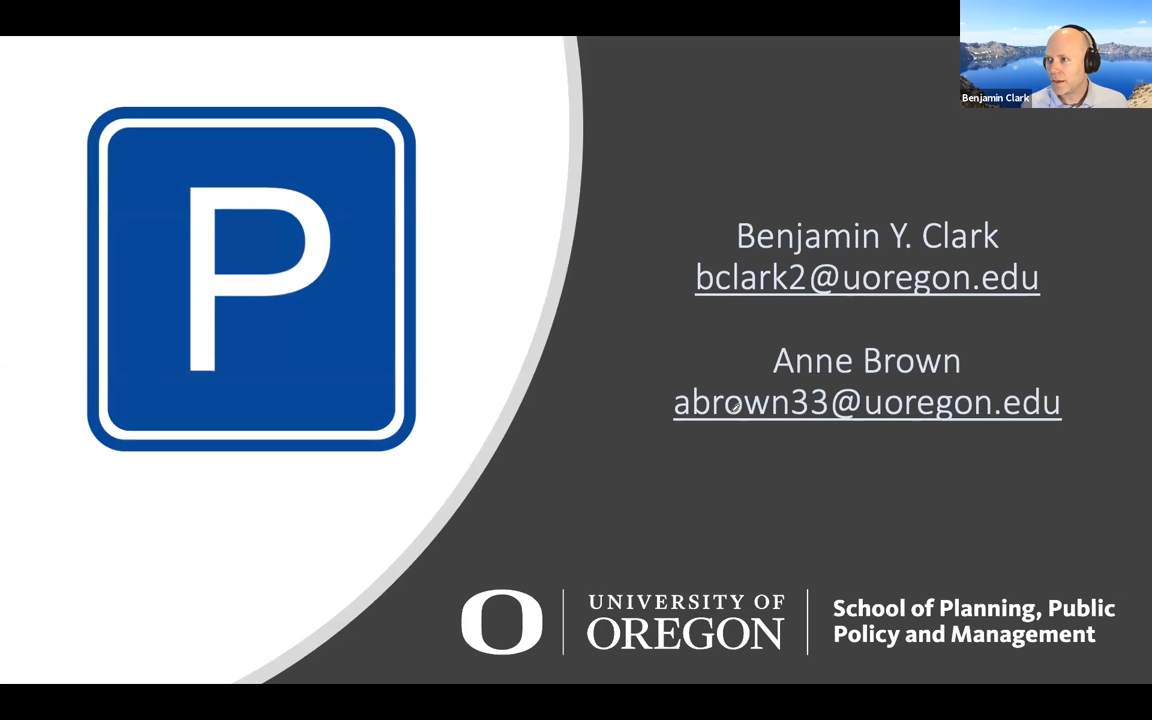 Benjamin Clark
P
Benjamin Y. Clark
bclark2@uoregon.edu
Anne Brown
abrown33@uoregon.edu
O
UNIVERSITY OF
OREGON
School of Planning, Public
Policy and Management